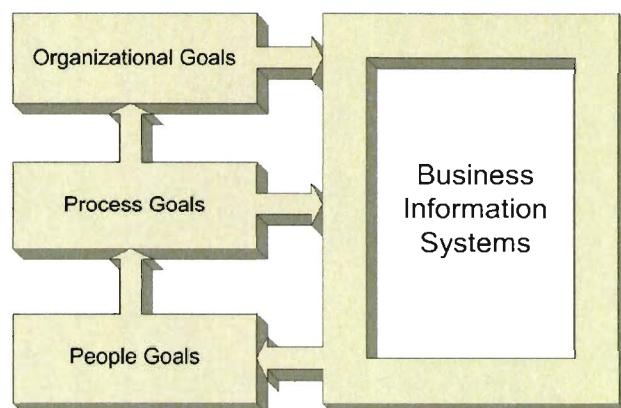 Organizational Goals
Process Goals
People Goals
Business
Information
Systems